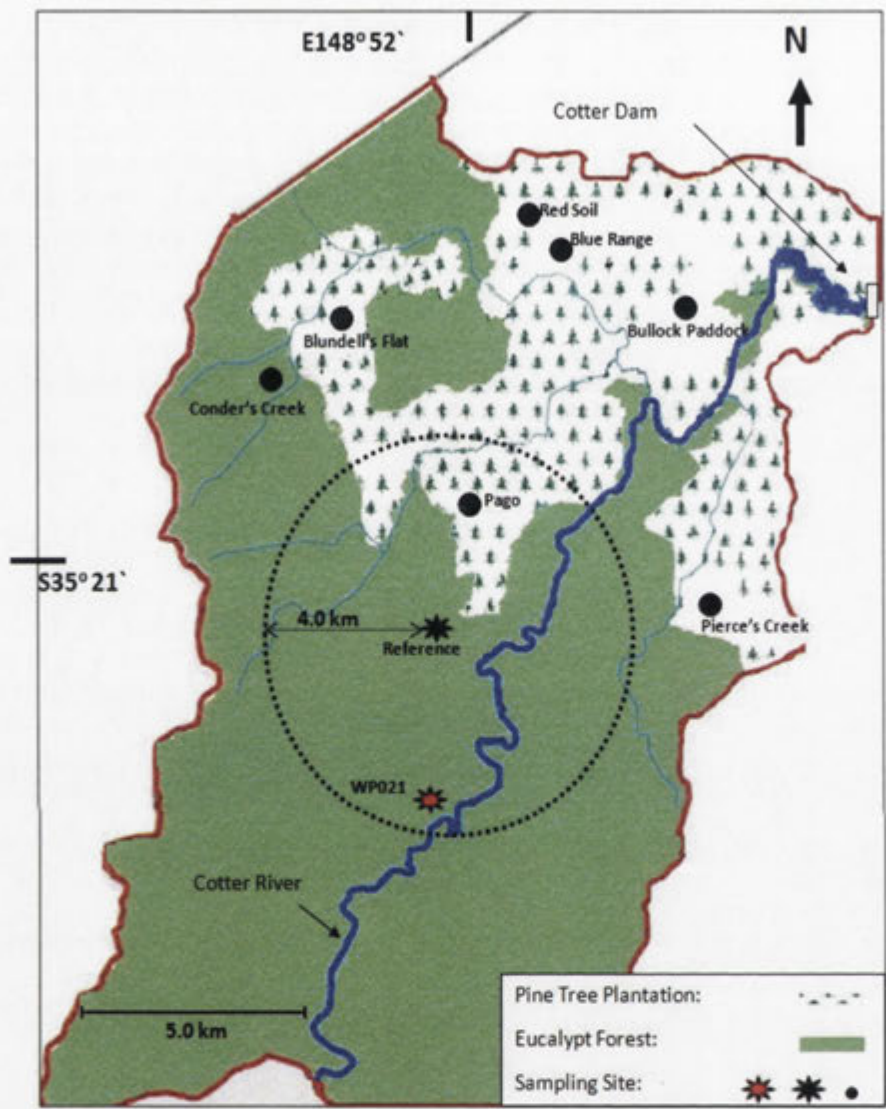 E148°52`
N
Cotter Dam
Red Soil
Blue Range
Bullock Paddock
Blundell's Flat
Conder's Creek
Pago
S35°21`
4.0 km
Reference
Pierce's Creek
WP021
Cotter River
5.0 km
Pine Tree Plantation:
Eucalypt Forest:
Sampling Site: